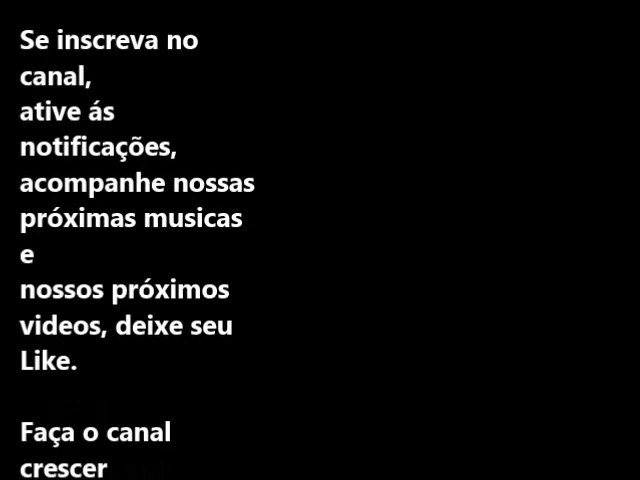 Se inscreva no
canal,
ative ás
notificações,
acompanhe nossas
próximas musicas
e
nossos próximos
videos, deixe seu
Like.
Faça o canal
crescer